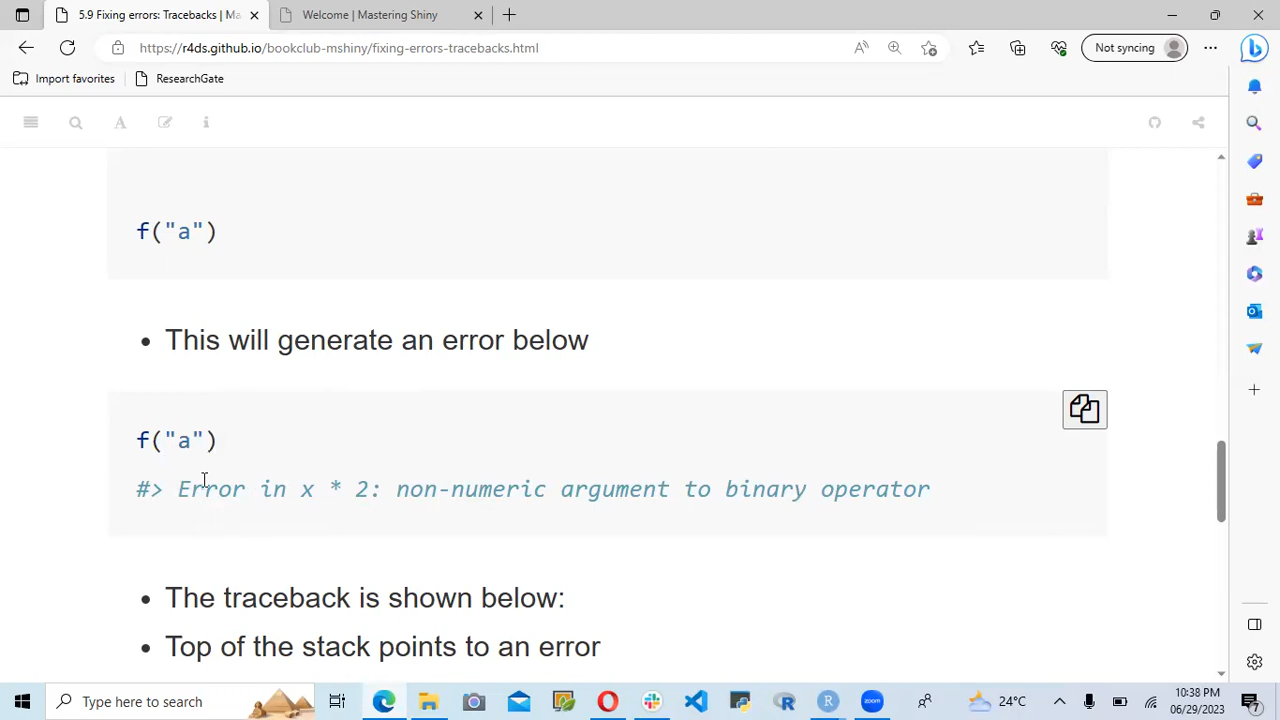 5.9 Fixing errors: Tracebacks | Ma
Welcome | Mastering Shiny
https://r4ds.github.io/bookclub-mshiny/fixing-errors-tracebacks.html
Not syncing
Import favorites
ResearchGate
f("a")
• This will generate an error below
f("a")
#> Error in x * 2: non-numeric argument to binary operator
• The traceback is shown below:
• Top of the stack points to an error
Type here to search
24°C
10:38 PM
06/29/2023
7